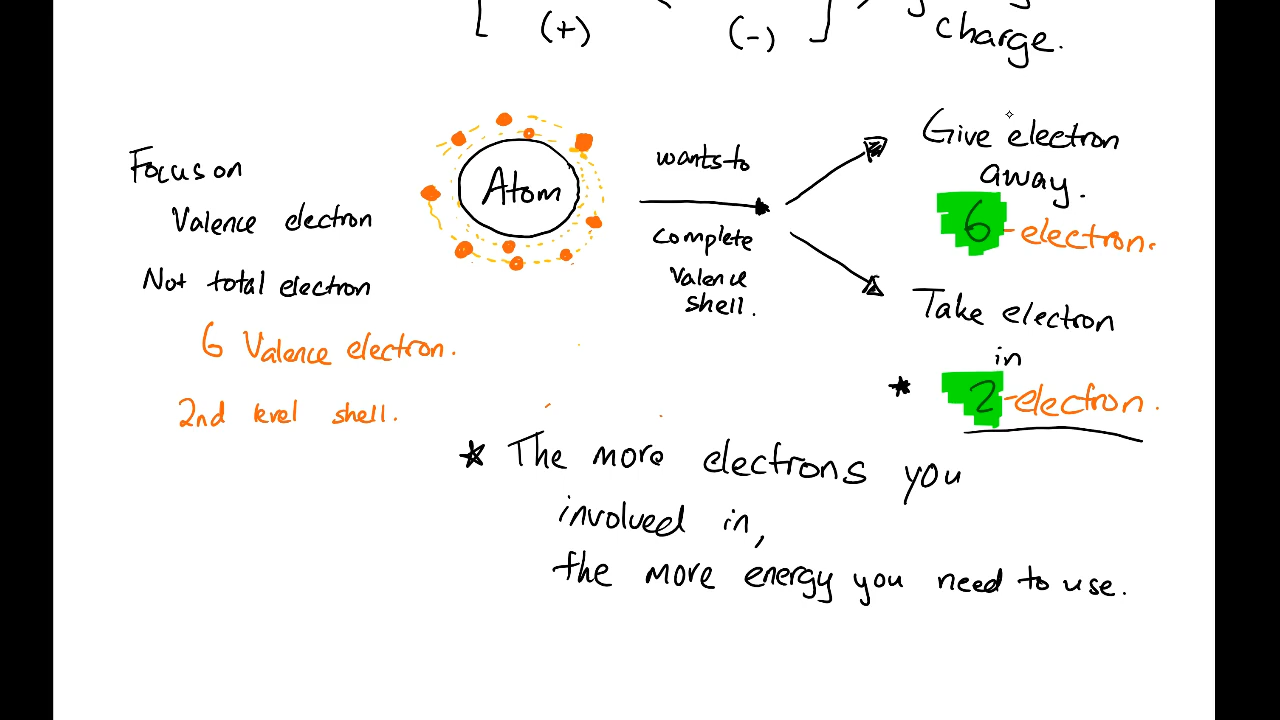 (+) (-)
charge.
Give electron
away.
6-electron.
Focus on
Valence electron
Not total electron
6 Valence electron.
2nd level shell.
Atom
wants to
complete
valence
shell.
Take electron
in
* 2-electron.
* The more electrons you
involved in,
the more energy you need to use.